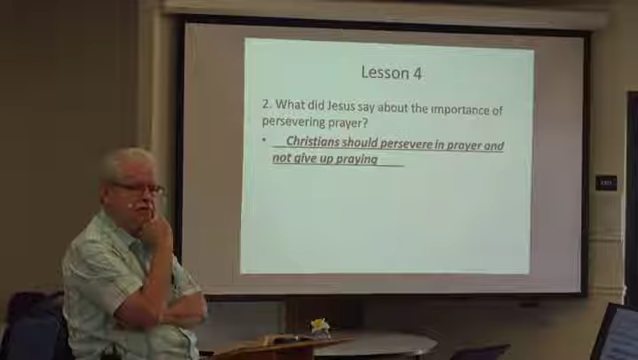 Lesson 4
2. What did Jesus say about the importance of
persevering prayer?
• Christians should persevere in prayer and
not give up praying